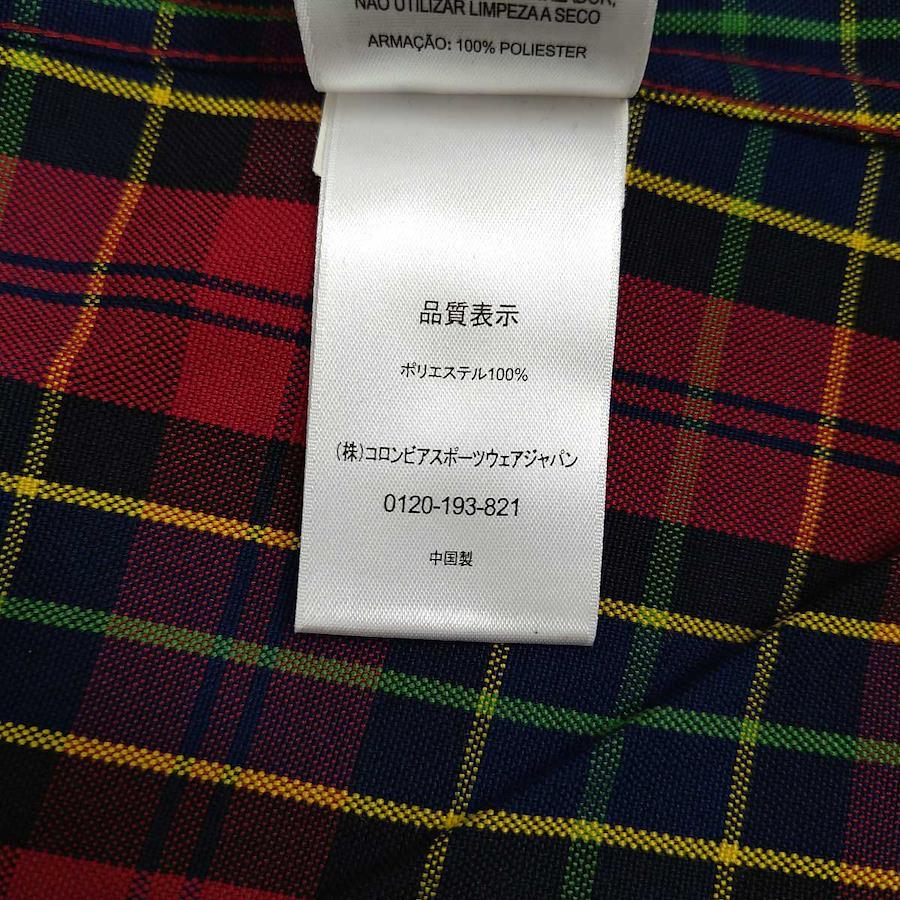 NÃO UTILIZAR LIMPEZA A SECO
ARMAÇÃO: 100% POLIESTER
品質表示
ポリエステル100%
(株)コロンビアスポーツウェアジャパン
0120-193-821
中国製